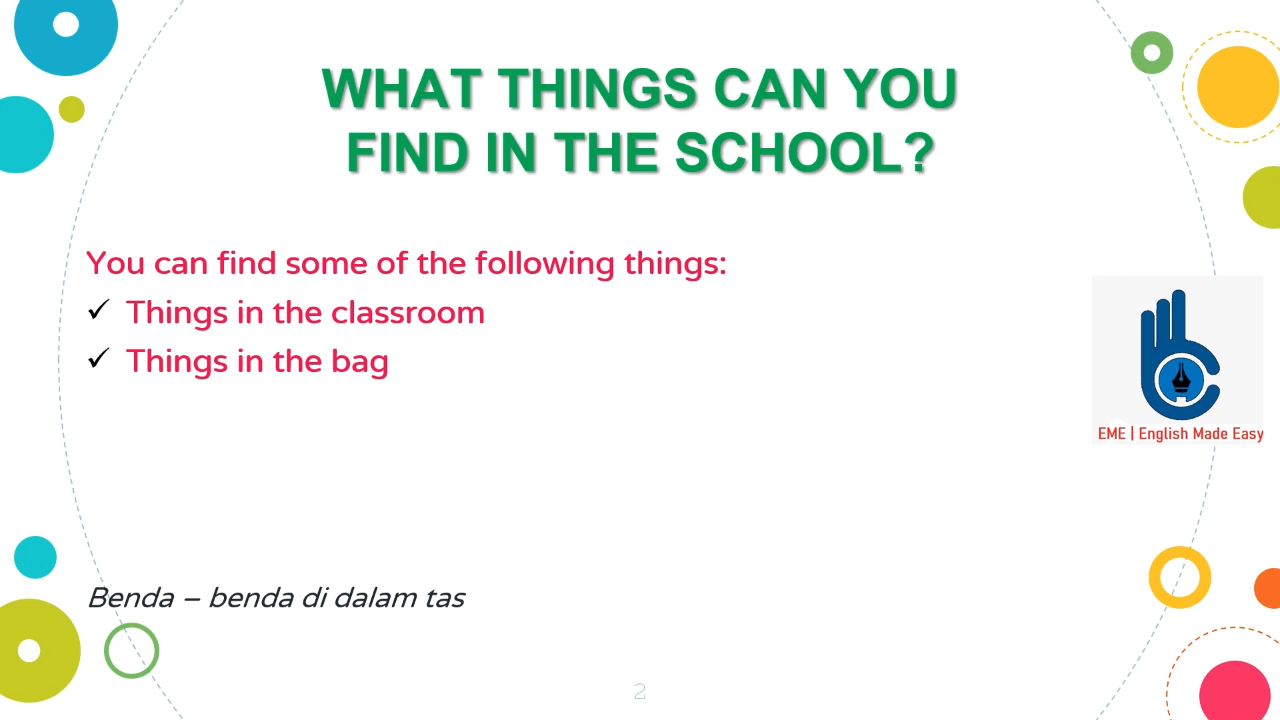 WHAT THINGS CAN YOU
FIND IN THE SCHOOL?
You can find some of the following things:
✓ Things in the classroom
✓ Things in the bag
EME | English Made Easy
Benda – benda di dalam tas
2